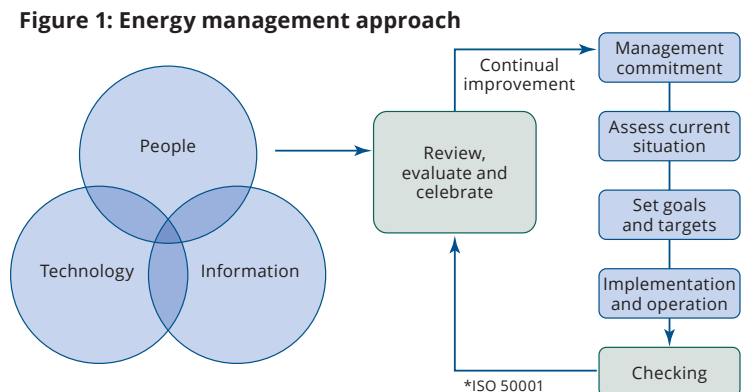 Figure 1: Energy management approach
People
Technology
Information
Review,
evaluate and
celebrate
Continual
improvement
Management
commitment
Assess current
situation
Set goals
and targets
Implementation
and operation
Checking
*ISO 50001